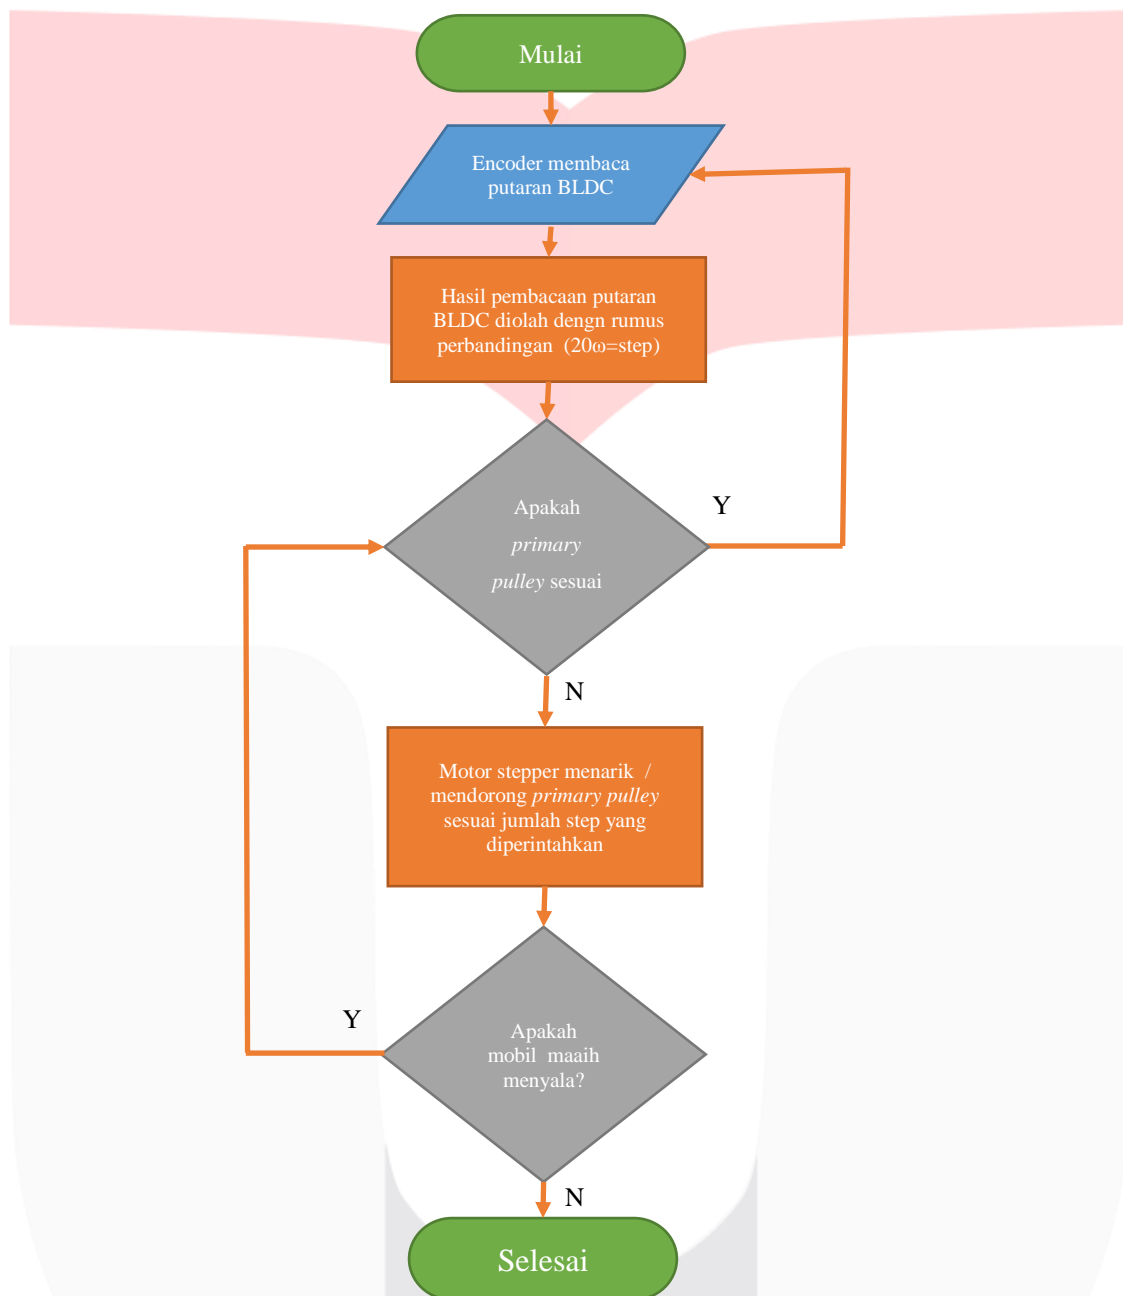 Mulai
Encoder membaca
putaran BLDC
Hasil pembacaan putaran
BLDC diolah dengn rumus
perbandingan (20ω=step)
Apakah
primary
pulley sesuai
Y
N
Motor stepper menarik /
mendorong primary pulley
sesuai jumlah step yang
diperintahkan
Apakah
mobil maaih
menyala?
Y
N
Selesai